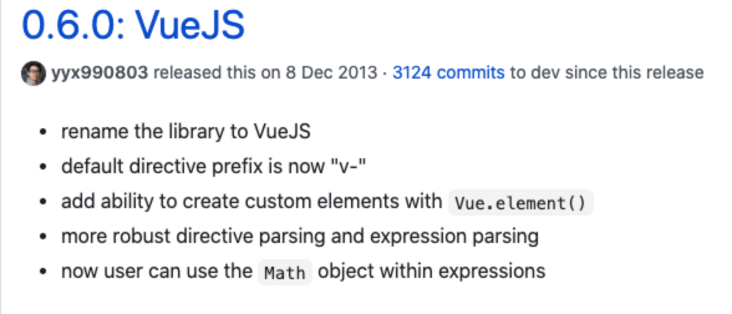 0.6.0: VueJS
yyx990803 released this on 8 Dec 2013 · 3124 commits to dev since this release
• rename the library to VueJS
• default directive prefix is now "v-"
• add ability to create custom elements with Vue.element()
• more robust directive parsing and expression parsing
• now user can use the Math object within expressions